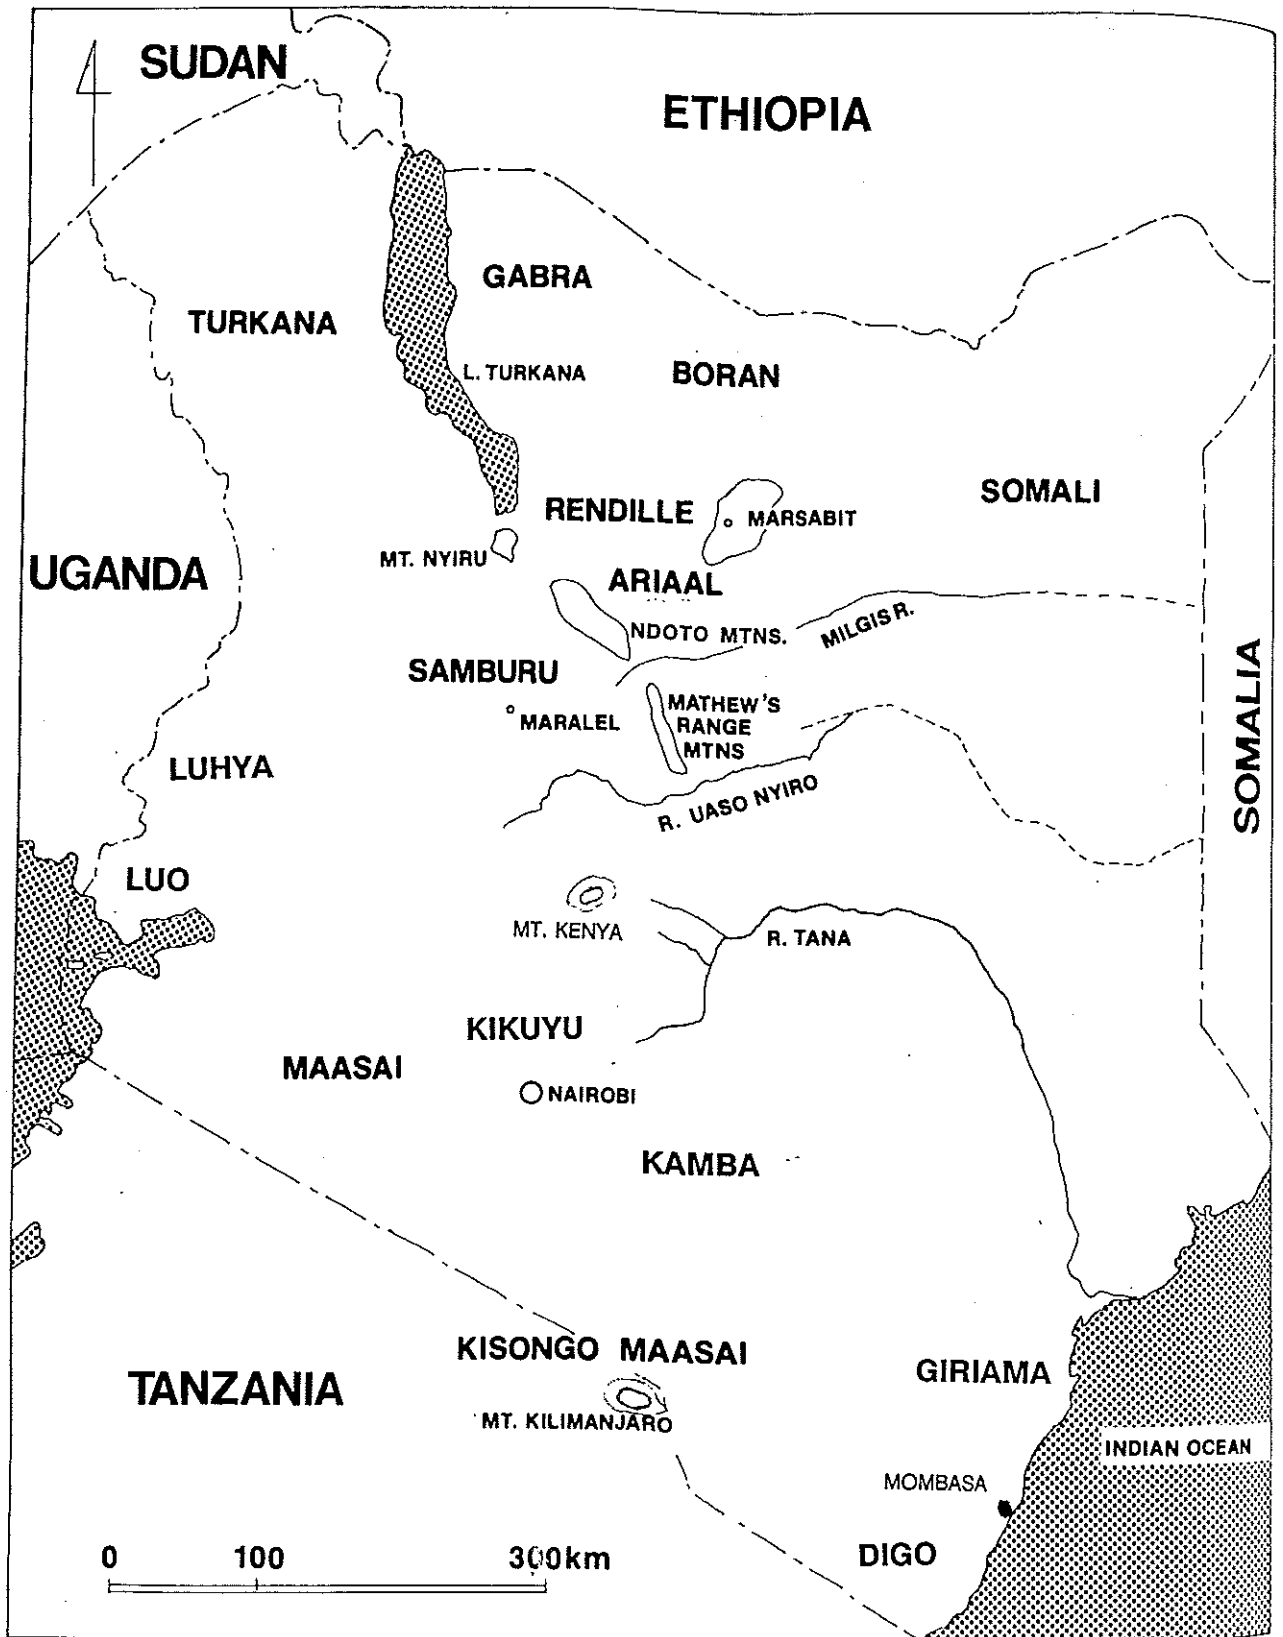 SUDAN
ETHIOPIA
GABRA
TURKANA
L. TURKANA
BORAN
SOMALI
RENDILLE
MARSABIT
MT. NYIRU
UGANDA
ARIAAL
MILGIS R.
NDOTO MTNS.
SAMBURU
MARALEL
MATHEW'S
RANGE
MTNS
SOMALIA
LUHYA
R. UASO NYIRO
LUO
MT. KENYA
R. TANA
KIKUYU
MAASAI
NAIROBI
KAMBA
KISONGO MAASAI
GIRIAMA
TANZANIA
MT. KILIMANJARO
INDIAN OCEAN
MOMBASA
DIGO
0 100 300km